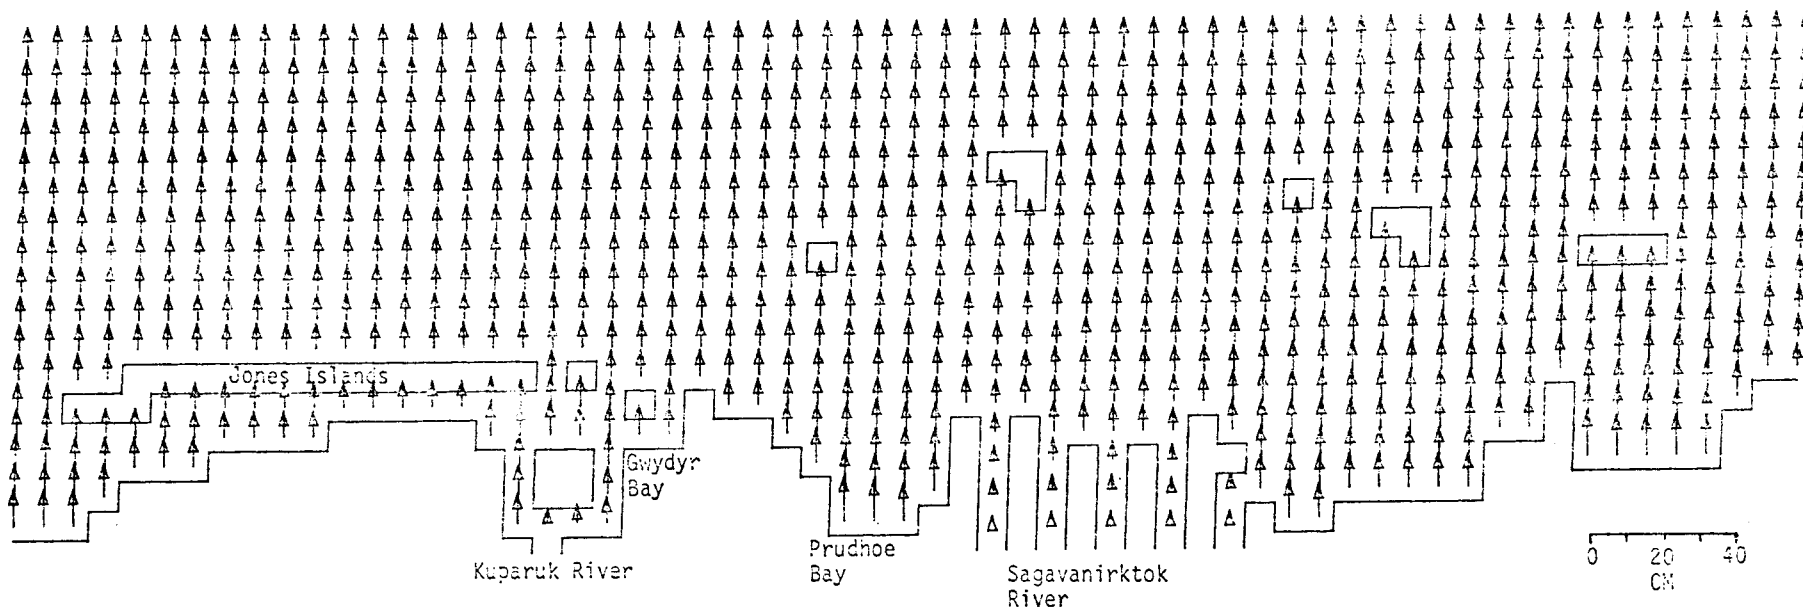 Jones Islands
Gwydyr
Bay
Kuparuk River
Prudhoe
Bay
Sagavanirktok
River
0 20 40
CM